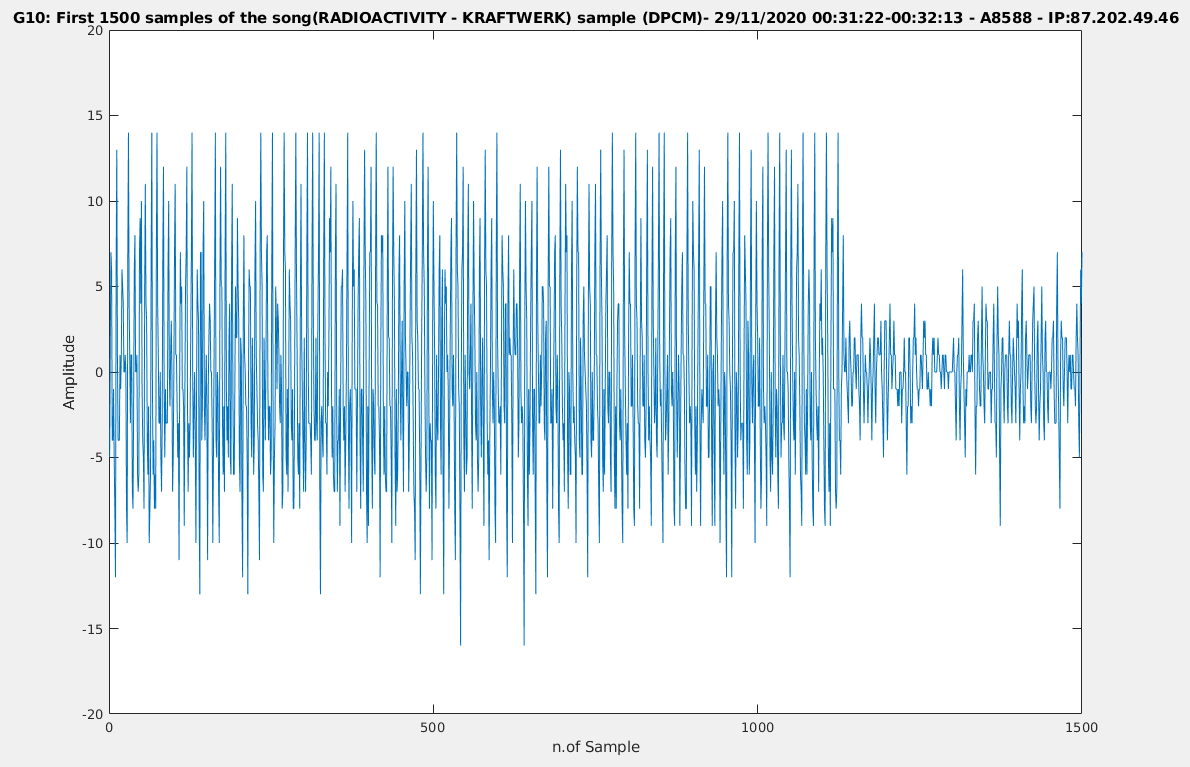 G10: First 1500 samples of the song(RADIOACTIVITY - KRAFTWERK) sample (DPCM)- 29/11/2020 00:31:22-00:32:13 - A8588 - IP:87.202.49.46
20
15
10
5
0
-5
-10
-15
-20
Amplitude
0 500 1000 1500
n.of Sample